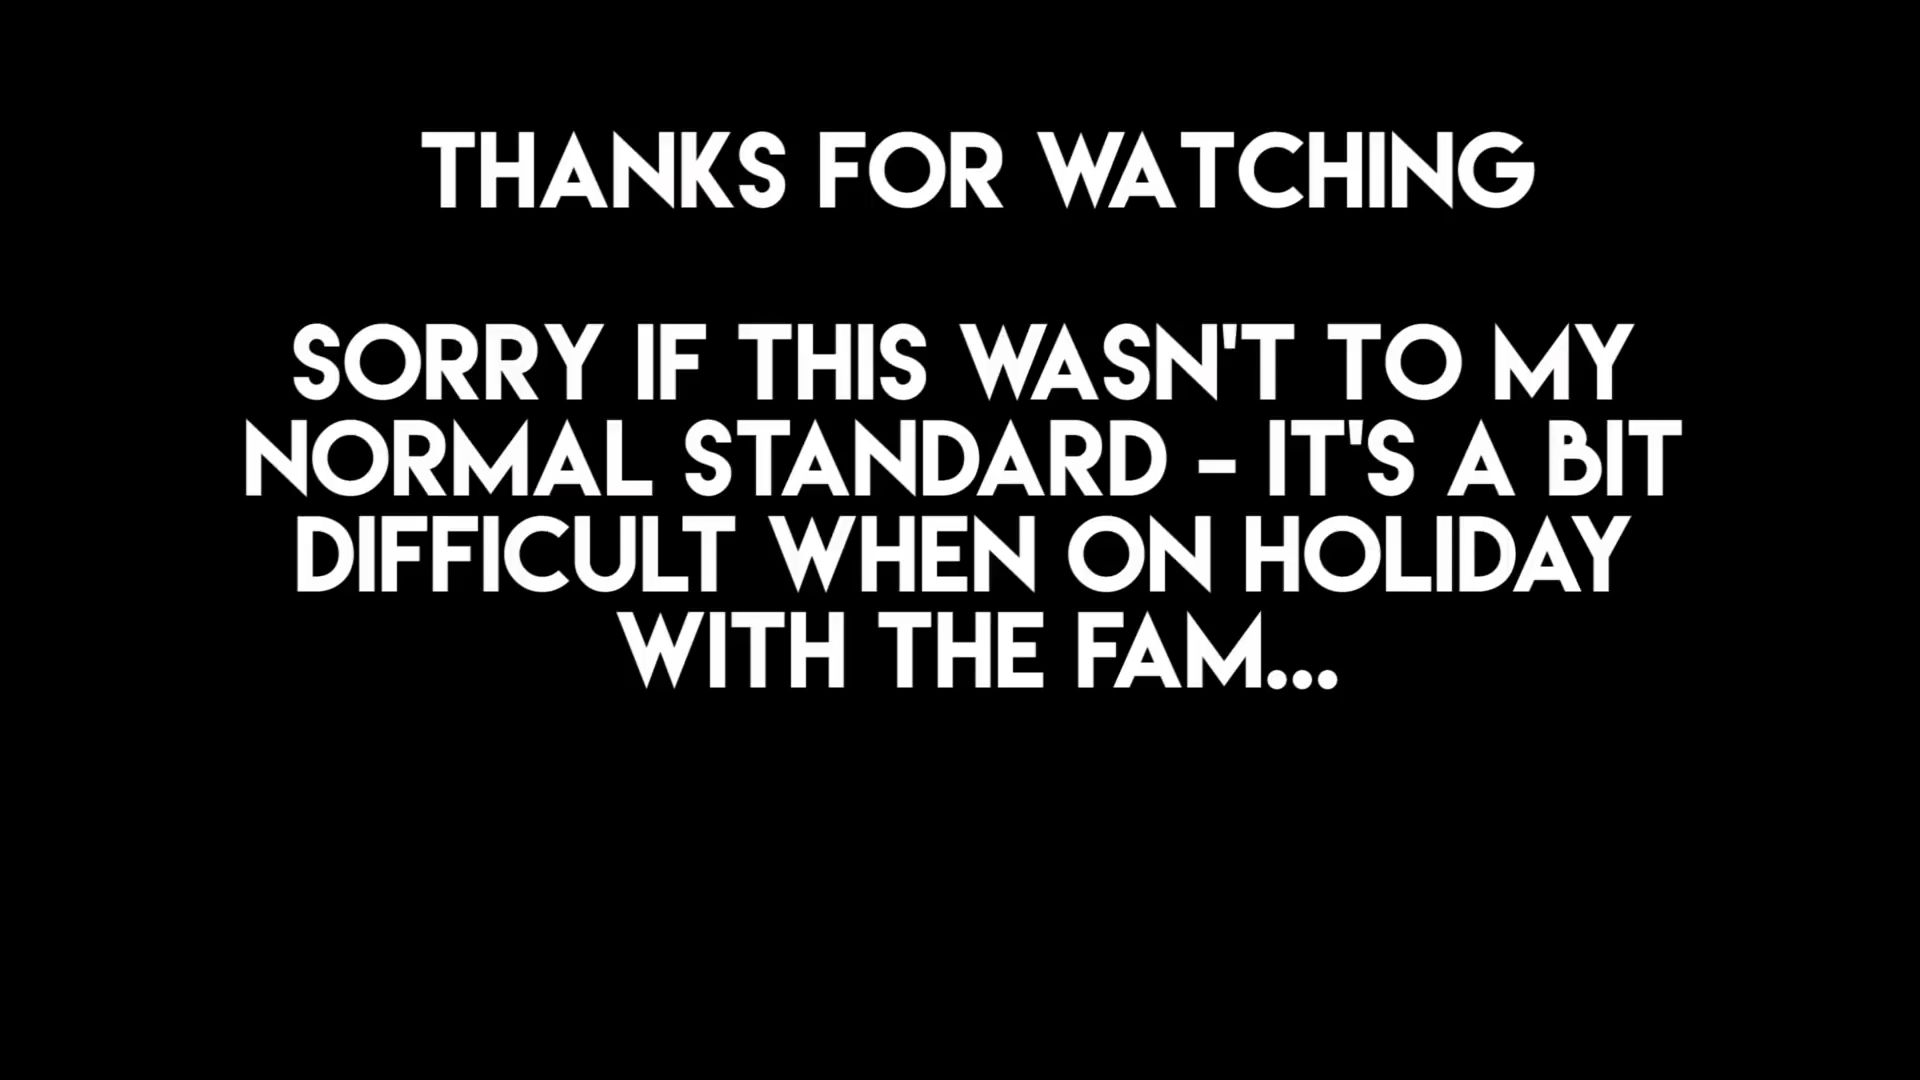 THANKS FOR WATCHING
SORRY IF THIS WASN'T TO MY
NORMAL STANDARD - IT'S A BIT
DIFFICULT WHEN ON HOLIDAY
WITH THE FAM...